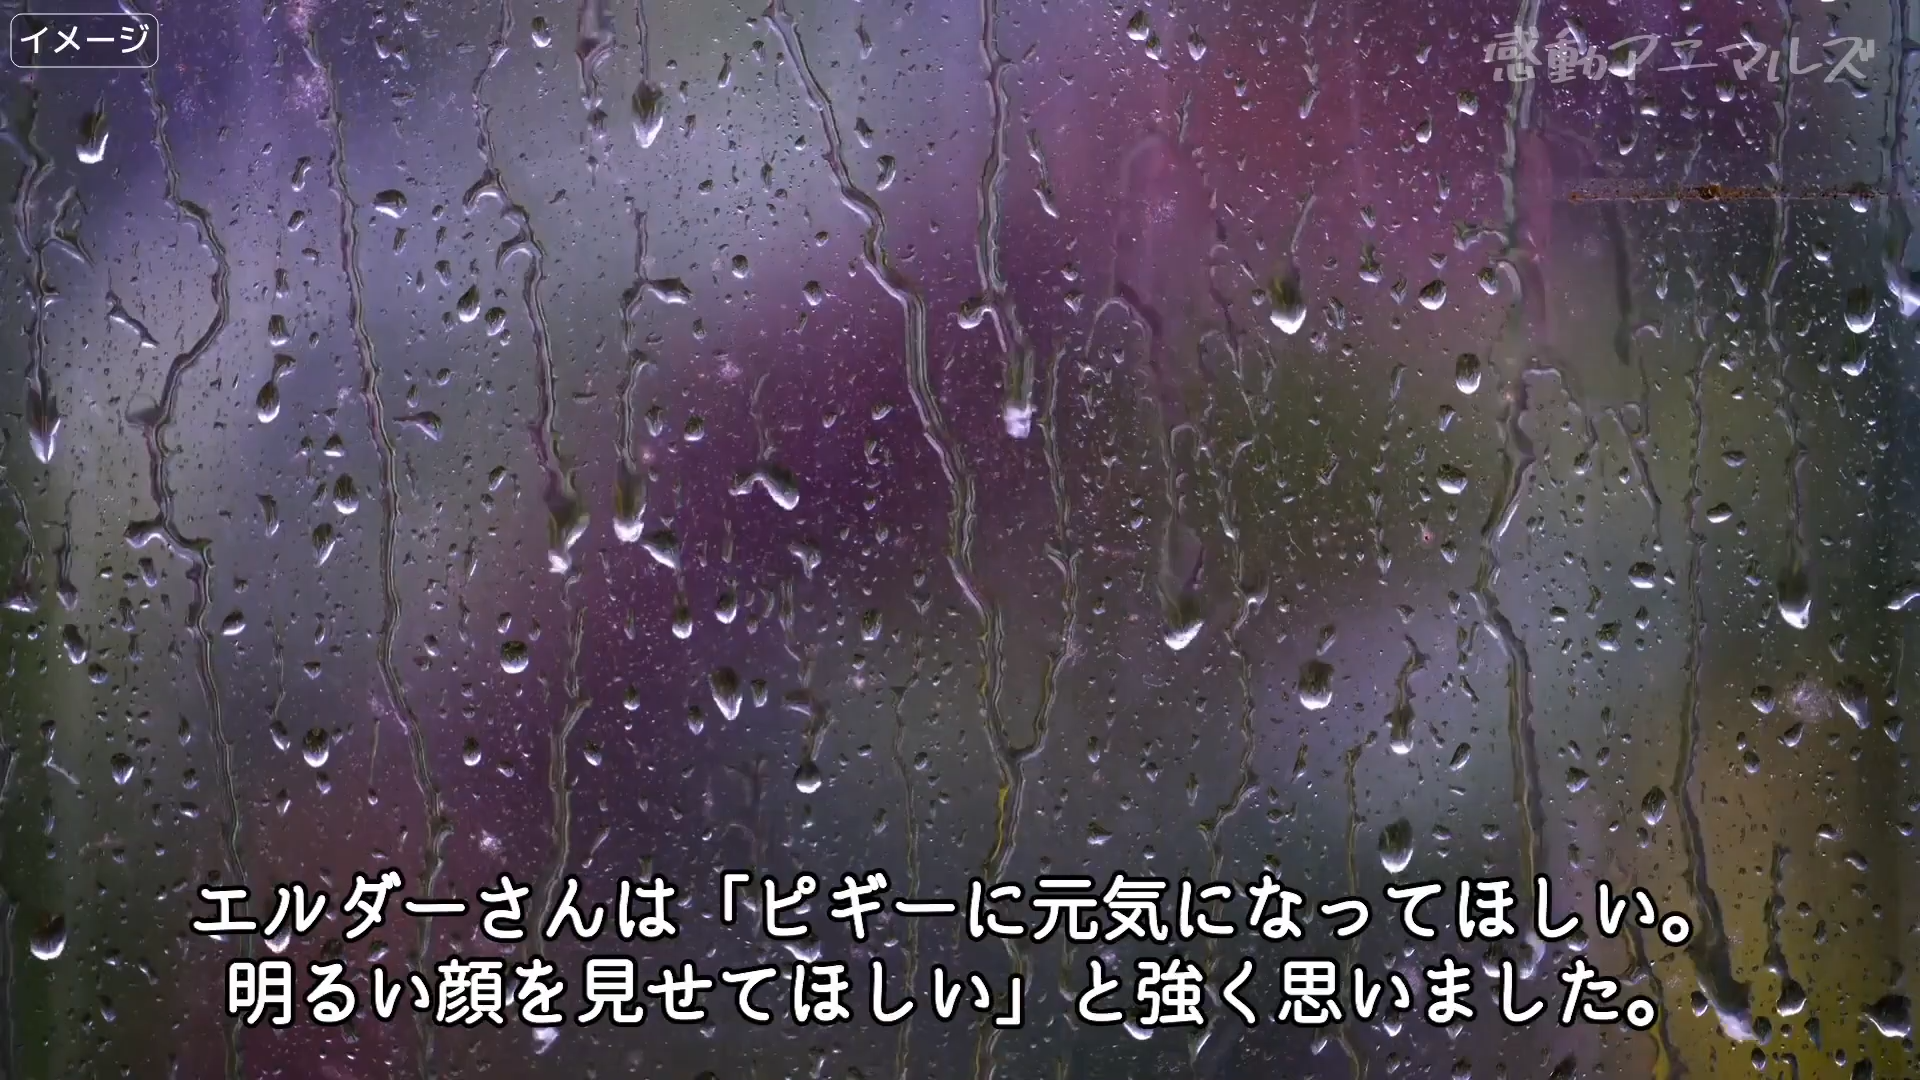 イメージ
感動アニマルズ
エルダーさんは「ピギーに元気になってほしい。
明るい顔を見せてほしい」と強く思いました。